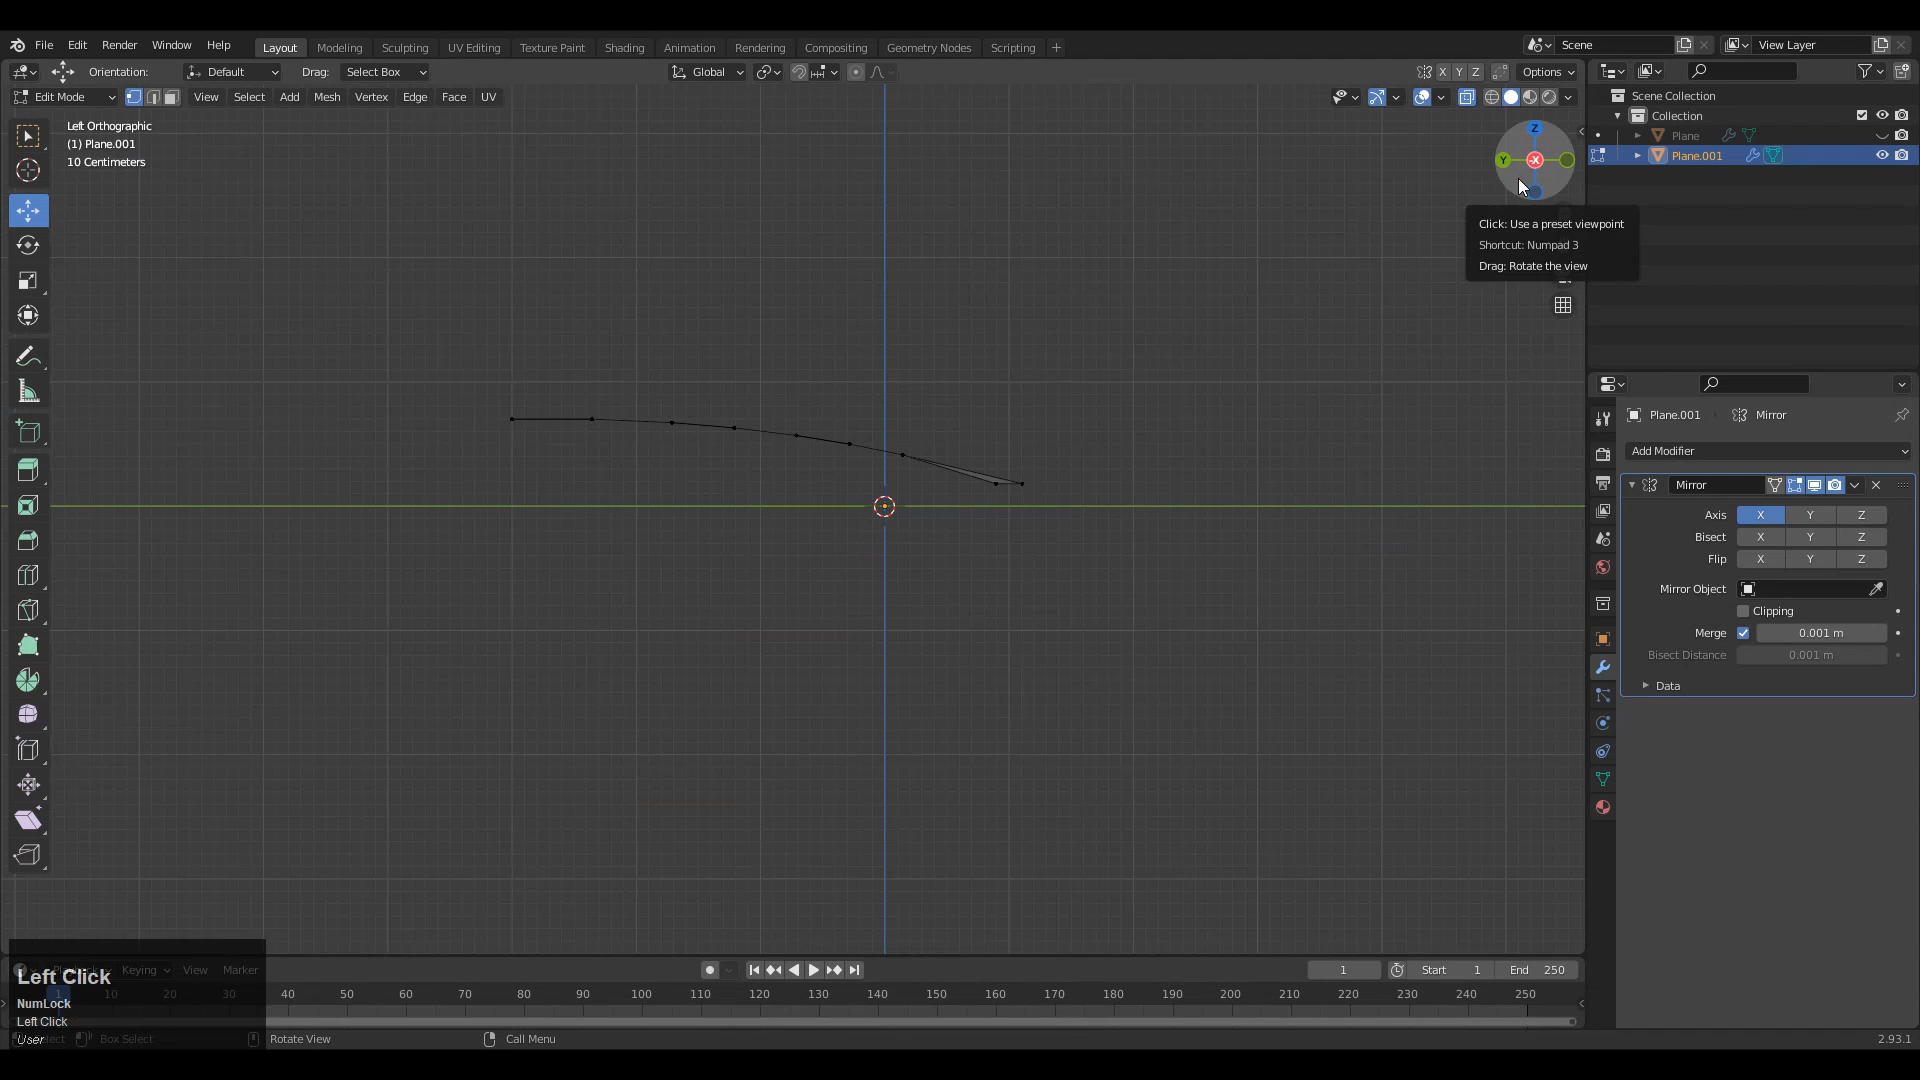 File Edit Render Window Help Layout Modeling Sculpting UV Editing Texture Paint Shading Animation Rendering Compositing Geometry Nodes Scripting + Scene View Layer
Orientation: Default Drag: Select Box Global X Y Z Options
Edit Mode View Select Add Mesh Vertex Edge Face UV
Left Orthographic
(1) Plane.001
10 Centimeters
Z
Y
-X
Click: Use a preset viewpoint
Shortcut: Numpad 3
Drag: Rotate the view
Scene Collection
Collection
Plane
Plane.001
Plane.001 Mirror
Add Modifier
Mirror
Axis X Y Z
Bisect X Y Z
Flip X Y Z
Mirror Object
Clipping
Merge 0.001 m
Bisect Distance 0.001 m
Data
Keying View Marker 1 Start 1 End 250
Left Click
1 10 20 30 40 50 60 70 80 90 100 110 120 130 140 150 160 170 180 190 200 210 220 230 240 250
NumLock
Left Click
User
Box Select Rotate View Call Menu 2.93.1